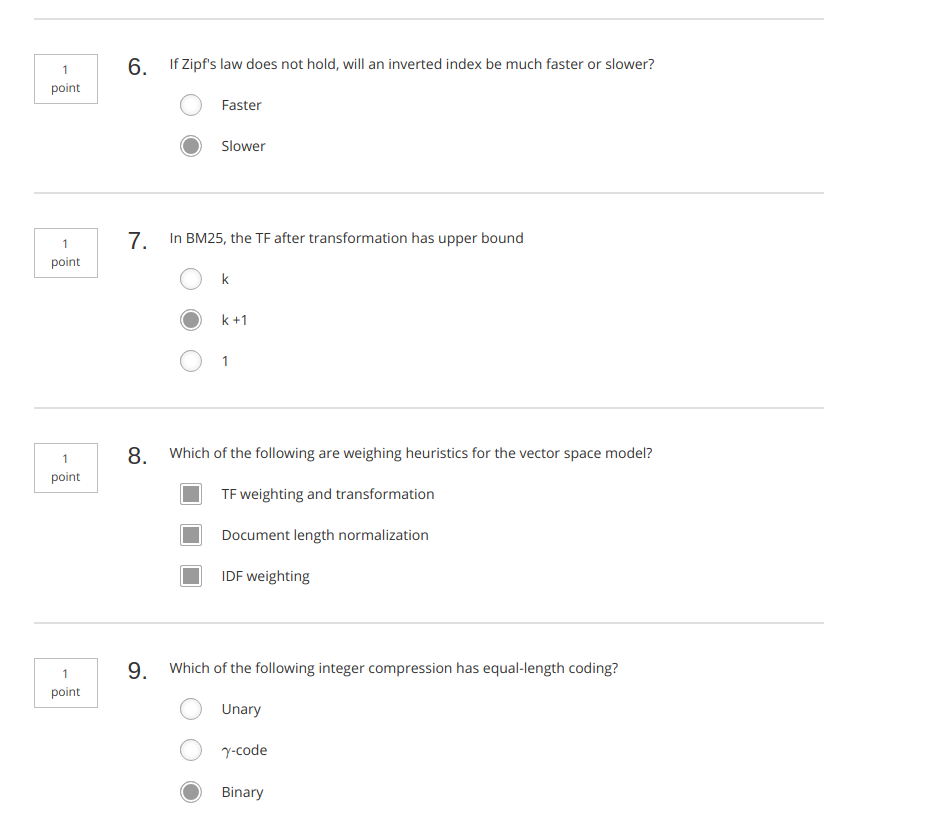 1
point
6. If Zipf's law does not hold, will an inverted index be much faster or slower?
Faster
Slower
1
point
7. In BM25, the TF after transformation has upper bound
k
k +1
1
1
point
8. Which of the following are weighing heuristics for the vector space model?
TF weighting and transformation
Document length normalization
IDF weighting
1
point
9. Which of the following integer compression has equal-length coding?
Unary
γ-code
Binary